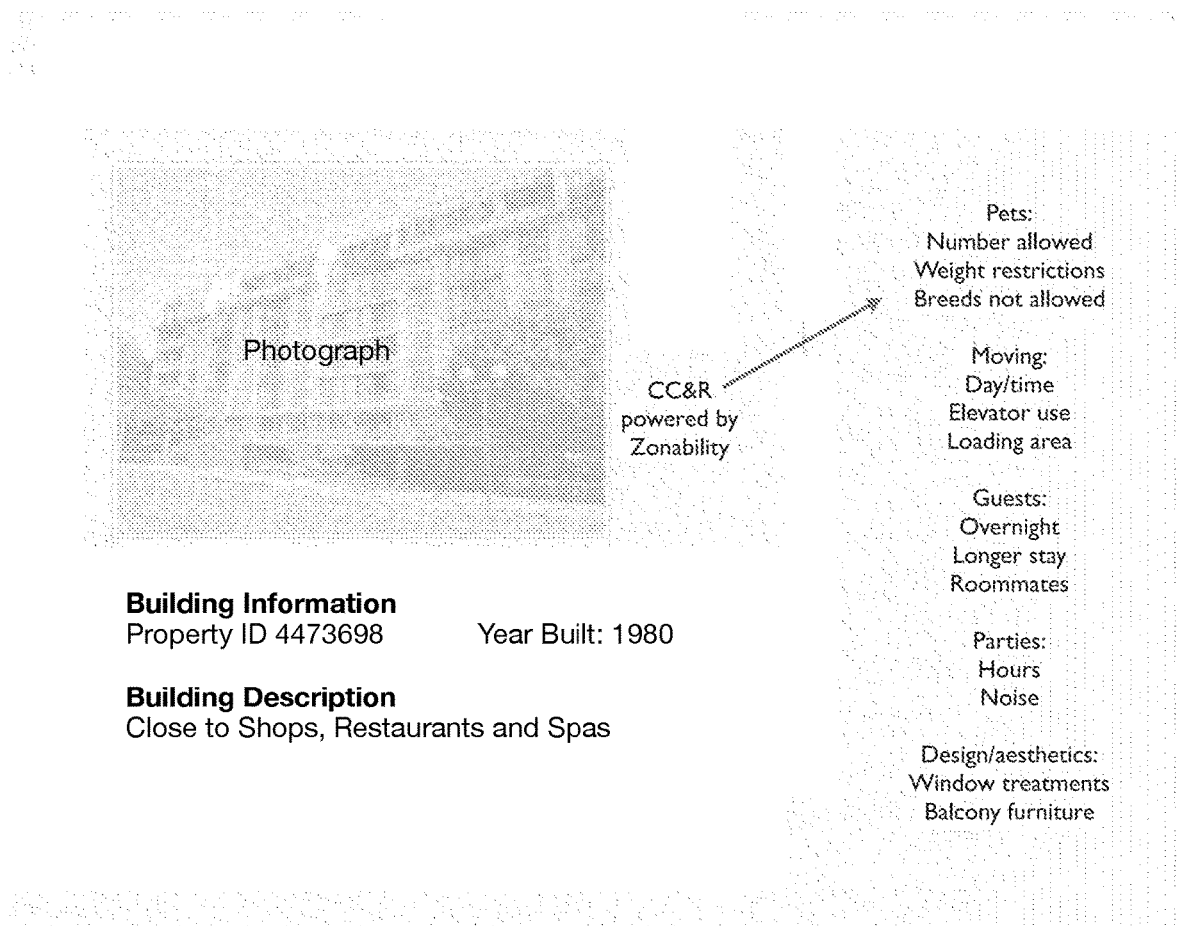 Photograph
CC&R
powered by
Zonability
Building Information
Property ID 4473698 Year Built: 1980
Building Description
Close to Shops, Restaurants and Spas
Pets:
Number allowed
Weight restrictions
Breeds not allowed
Moving:
Day/time
Elevator use
Loading area
Guests:
Overnight
Longer stay
Roommates
Parties:
Hours
Noise
Design/aesthetics:
Window treatments
Balcony furniture